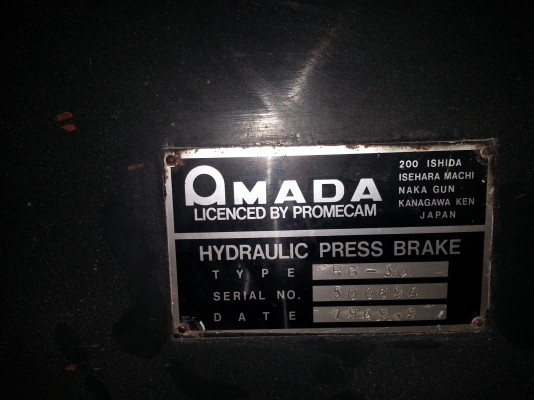 AMADA
LICENCED BY PROMECAM
200 ISHIDA
ISEHARA MACHI
NAKA GUN
KANAGAWA KEN
JAPAN
HYDRAULIC PRESS BRAKE
TYPE
SERIAL NO.
DATE